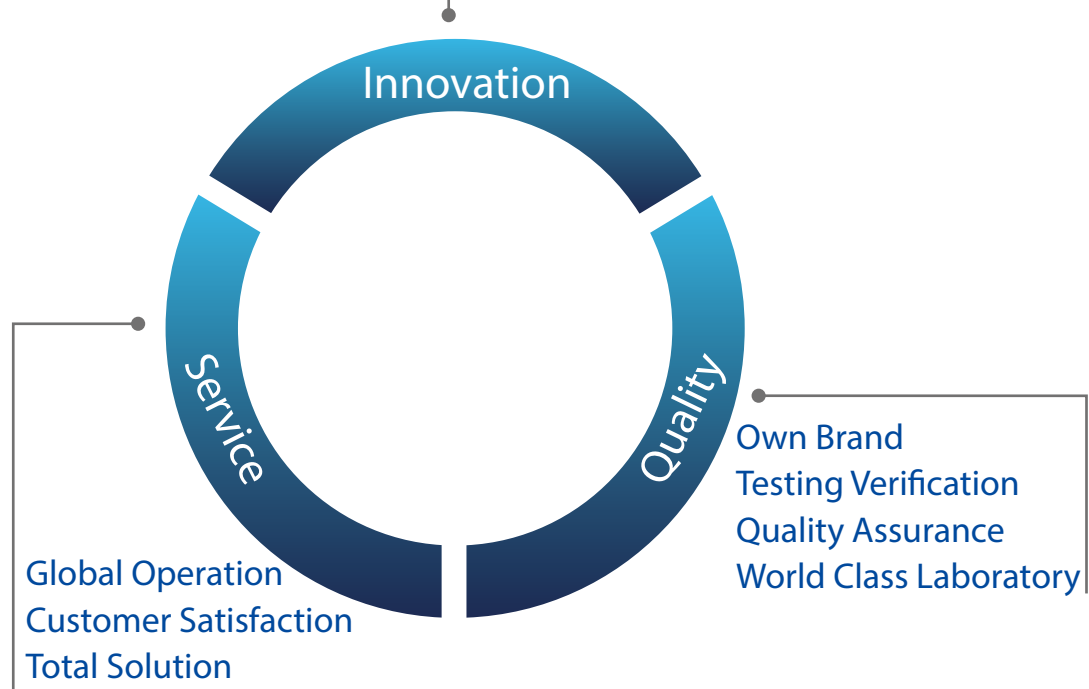 Innovation
Service
Quality
Own Brand
Testing Verification
Quality Assurance
World Class Laboratory
Global Operation
Customer Satisfaction
Total Solution